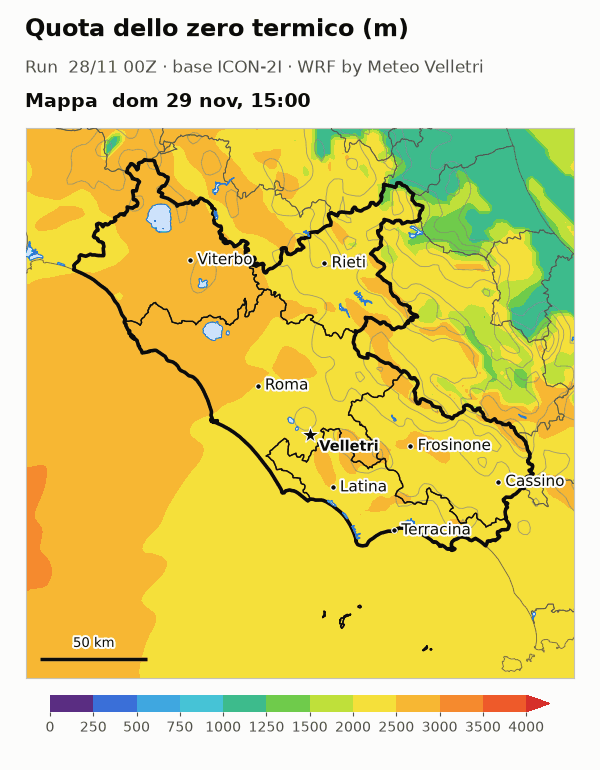 Quota dello zero termico (m)
Run  28/11 00Z · base ICON-2I · WRF by Meteo Velletri
Mappa  dom 29 nov, 15:00
Viterbo
Rieti
Roma
Velletri
Frosinone
Latina
Cassino
Terracina
50 km
0 250 500 750 1000 1250 1500 2000 2500 3000 3500 4000